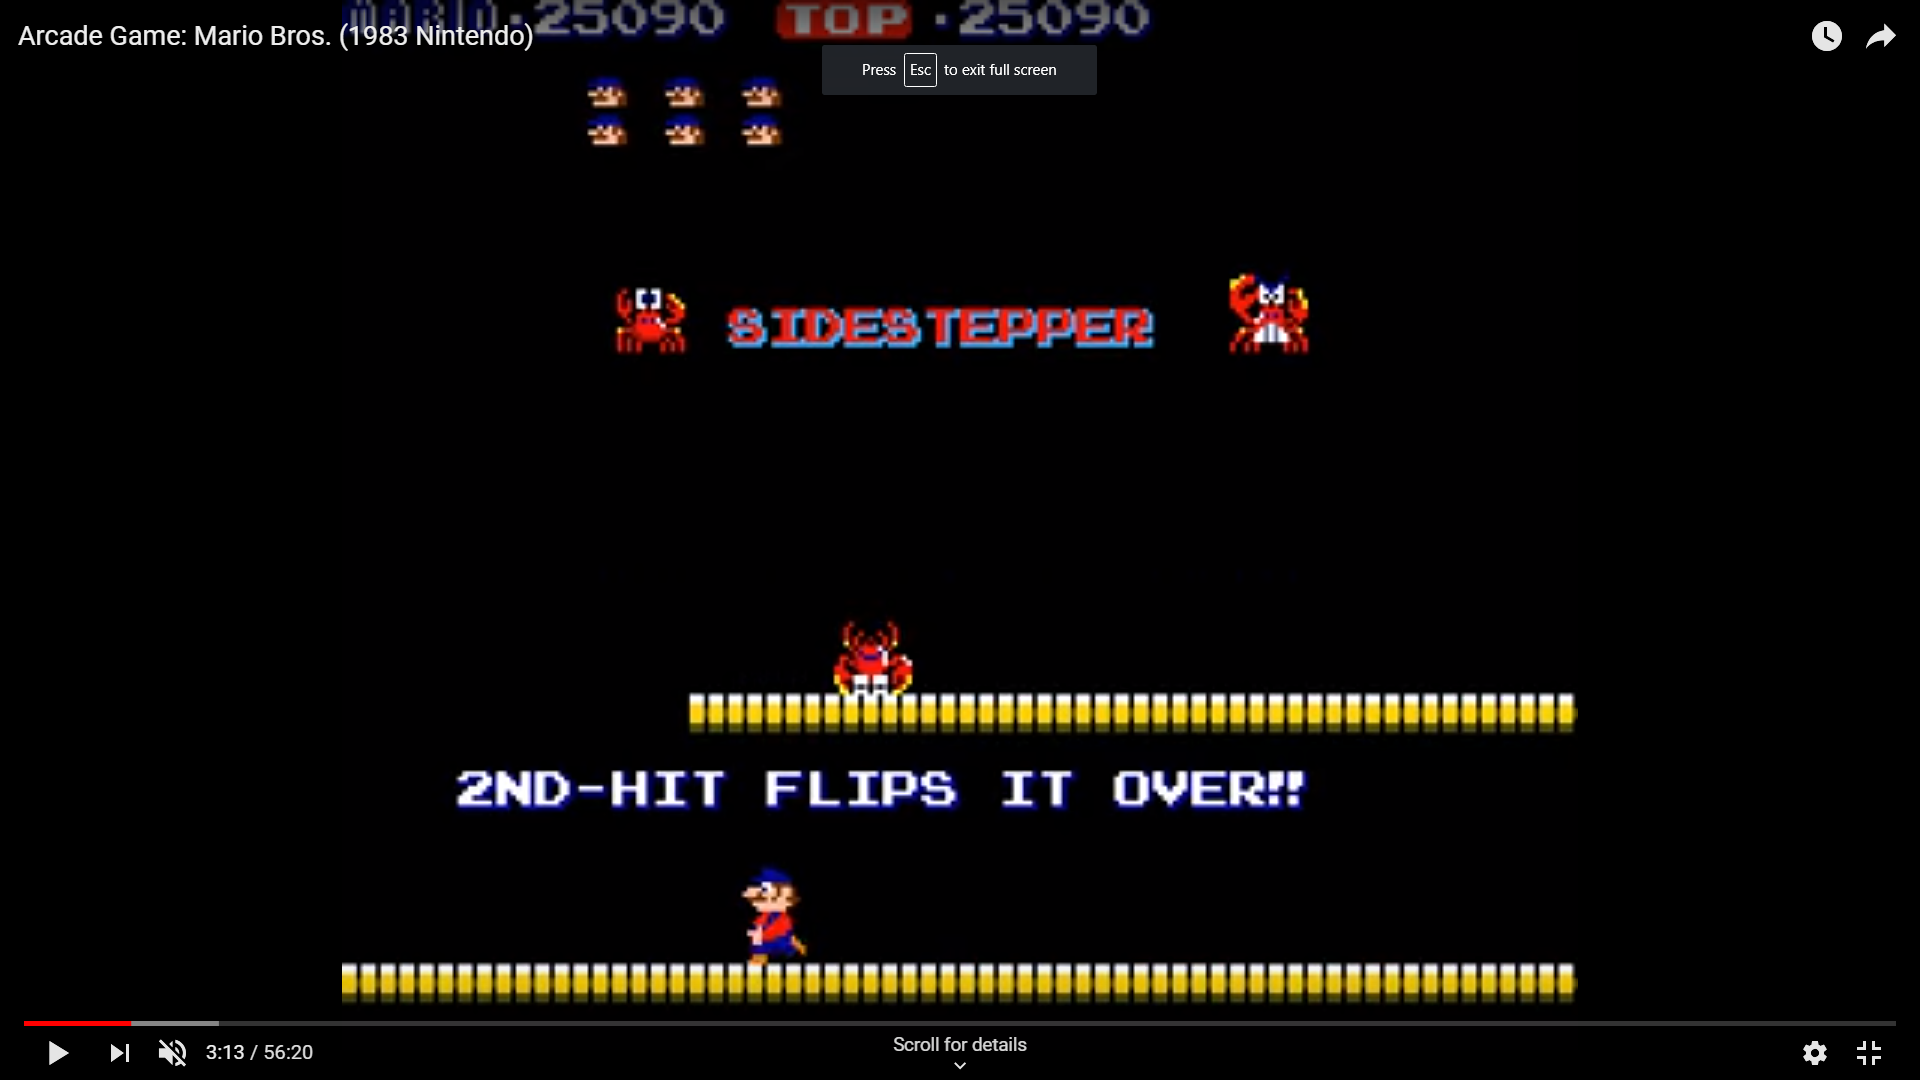 MARIO·25090 TOP ·25090
Arcade Game: Mario Bros. (1983 Nintendo)
Press Esc to exit full screen
SIDESTEPPER
2ND-HIT FLIPS IT OVER!!
Scroll for details
3:13 / 56:20